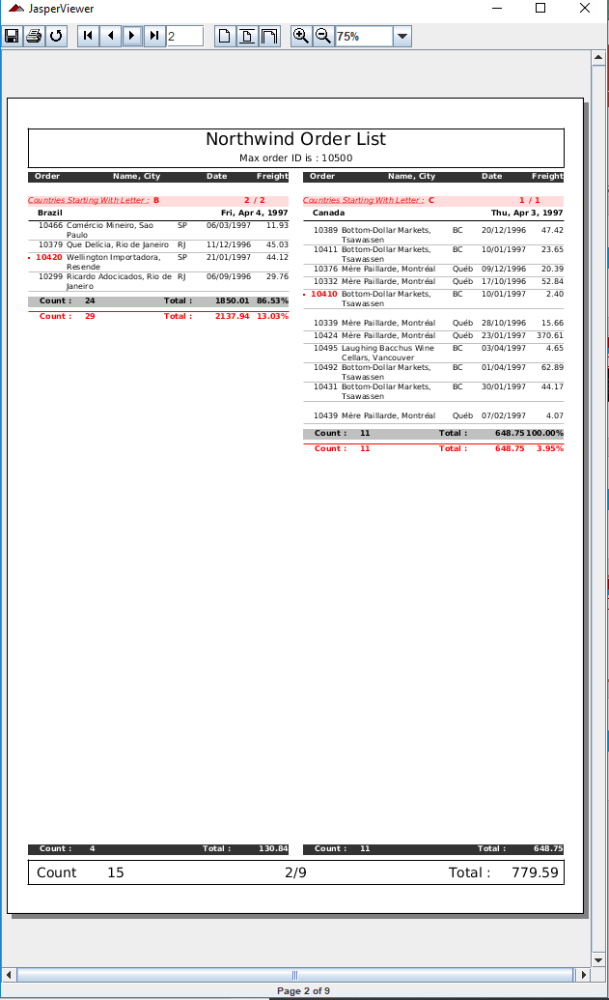 JasperViewer
2
75%
Northwind Order List
Max order ID is : 10500
Order Name, City Date Freight
Countries Starting With Letter : B 2 / 2
Brazil Fri, Apr 4, 1997
10466 Comércio Mineiro, Sao SP 06/03/1997 11.93
Paulo
10379 Que Delícia, Rio de Janeiro RJ 11/12/1996 45.03
• 10420 Wellington Importadora, SP 21/01/1997 44.12
Resende
10299 Ricardo Adocicados, Rio de RJ 06/09/1996 29.76
Janeiro
Count : 24 Total : 1850.01 86.53%
Count : 29 Total : 2137.94 13.03%
Count : 4 Total : 130.84
Order Name, City Date Freight
Countries Starting With Letter : C 1 / 1
Canada Thu, Apr 3, 1997
10389 Bottom-Dollar Markets, BC 20/12/1996 47.42
Tsawassen
10411 Bottom-Dollar Markets, BC 10/01/1997 23.65
Tsawassen
10376 Mère Paillarde, Montréal Québ 09/12/1996 20.39
10332 Mère Paillarde, Montréal Québ 17/10/1996 52.84
• 10410 Bottom-Dollar Markets, BC 10/01/1997 2.40
Tsawassen
10339 Mère Paillarde, Montréal Québ 28/10/1996 15.66
10424 Mère Paillarde, Montréal Québ 23/01/1997 370.61
10495 Laughing Bacchus Wine BC 03/04/1997 4.65
Cellars, Vancouver
10492 Bottom-Dollar Markets, BC 01/04/1997 62.89
Tsawassen
10431 Bottom-Dollar Markets, BC 30/01/1997 44.17
Tsawassen
10439 Mère Paillarde, Montréal Québ 07/02/1997 4.07
Count : 11 Total : 648.75 100.00%
Count : 11 Total : 648.75 3.95%
Count : 11 Total : 648.75
Count 15 2/9 Total : 779.59
Page 2 of 9